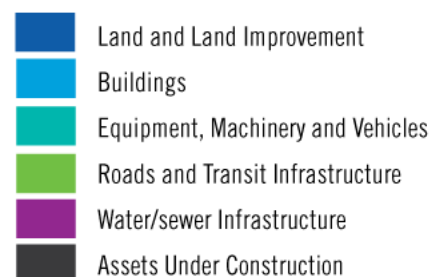 Land and Land Improvement
Buildings
Equipment, Machinery and Vehicles
Roads and Transit Infrastructure
Water/sewer Infrastructure
Assets Under Construction